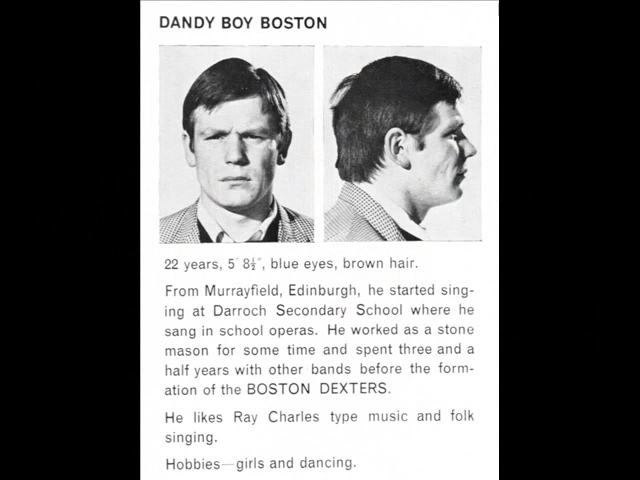 DANDY BOY BOSTON
22 years, 5′ 8½″, blue eyes, brown hair.
From Murrayfield, Edinburgh, he started sing-
ing at Darroch Secondary School where he
sang in school operas. He worked as a stone
mason for some time and spent three and a
half years with other bands before the form-
ation of the BOSTON DEXTERS.
He likes Ray Charles type music and folk
singing.
Hobbies—girls and dancing.